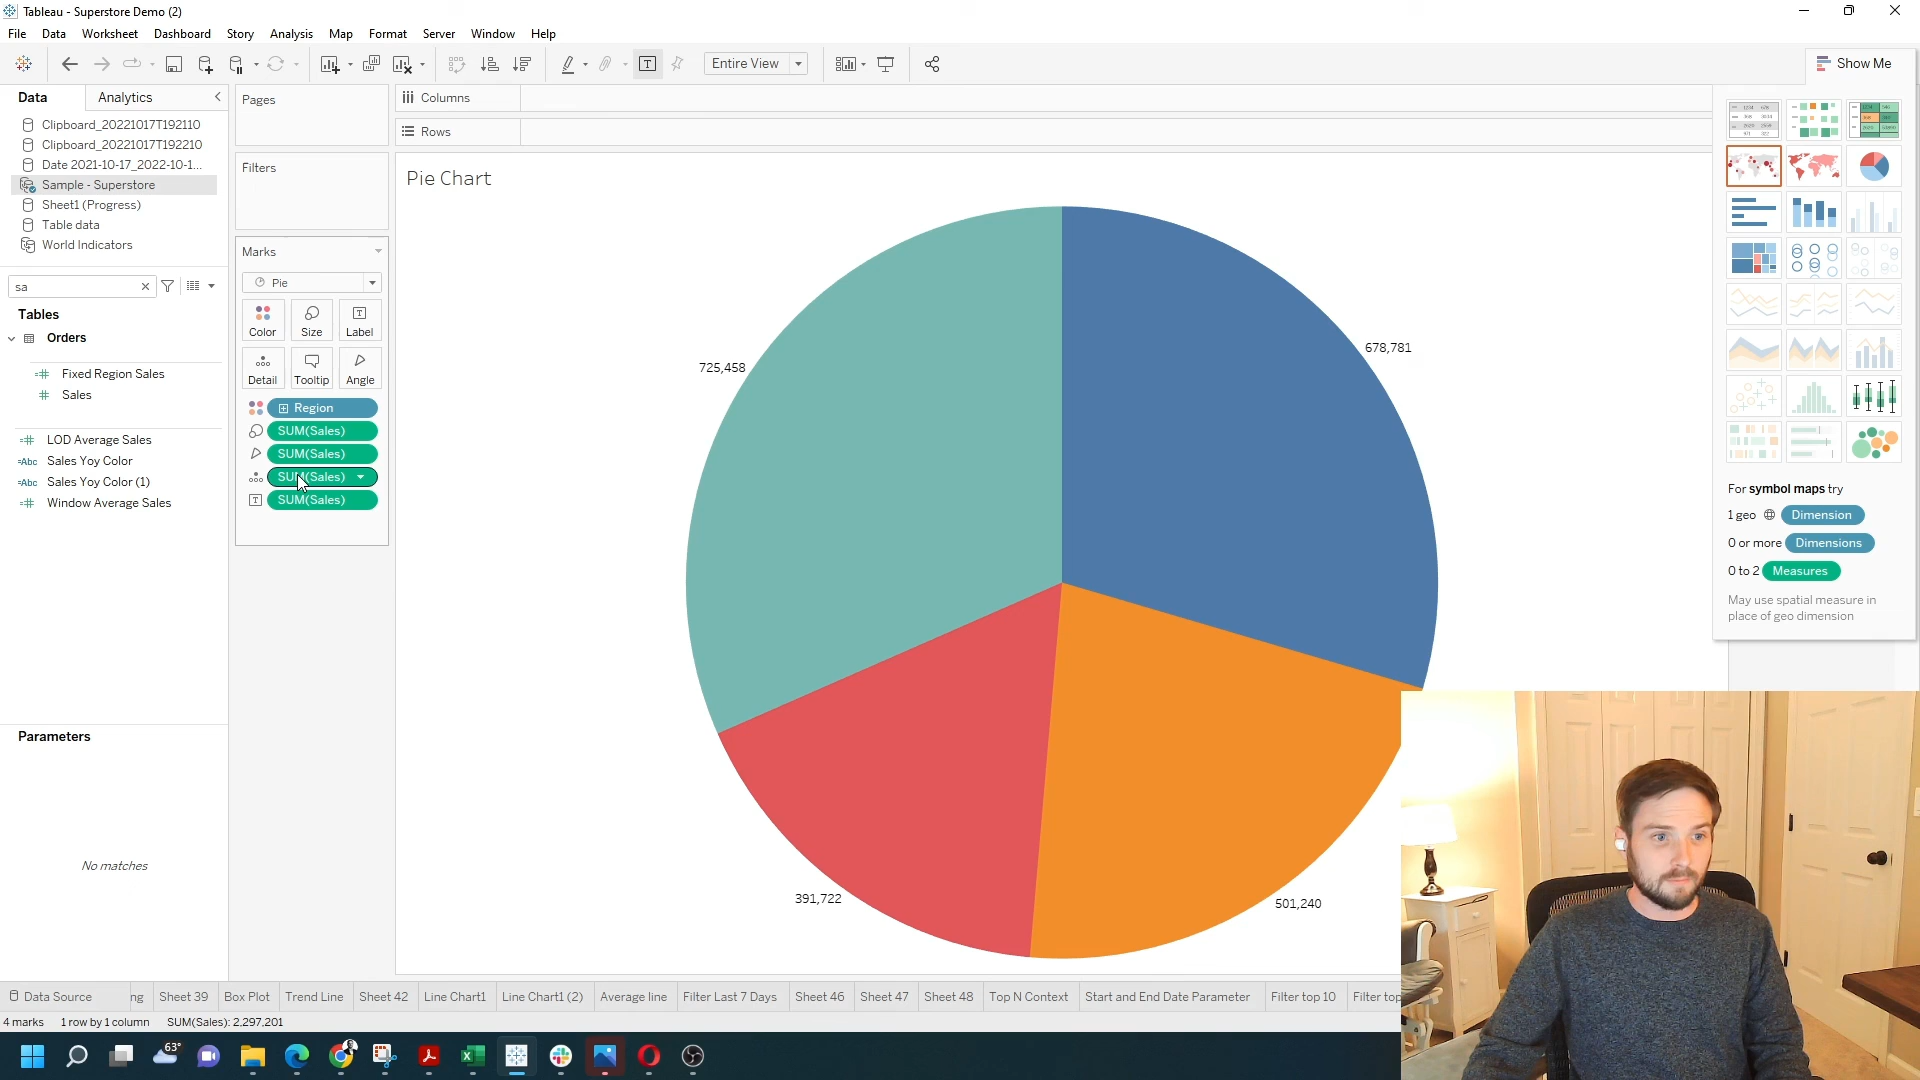 Tableau - Superstore Demo (2)
File Data Worksheet Dashboard Story Analysis Map Format Server Window Help
Entire View
Show Me
Data Analytics
Clipboard_20221017T192110
Clipboard_20221017T192210
Date 2021-10-17_2022-10-1...
Sample - Superstore
Sheet1 (Progress)
Table data
World Indicators
sa
Tables
Orders
Fixed Region Sales
Sales
LOD Average Sales
Abc Sales Yoy Color
Abc Sales Yoy Color (1)
Window Average Sales
Parameters
No matches
Pages
Filters
Marks
Pie
Color Size Label
Detail Tooltip Angle
Region
SUM(Sales)
SUM(Sales)
SUM(Sales)
SUM(Sales)
Columns
Rows
Pie Chart
725,458
678,781
391,722
501,240
For symbol maps try
1 geo Dimension
0 or more Dimensions
0 to 2 Measures
May use spatial measure in
place of geo dimension
Data Source ng Sheet 39 Box Plot Trend Line Sheet 42 Line Chart1 Line Chart1 (2) Average line Filter Last 7 Days Sheet 46 Sheet 47 Sheet 48 Top N Context Start and End Date Parameter Filter top 10 Filter top
4 marks 1 row by 1 column SUM(Sales): 2,297,201
63°